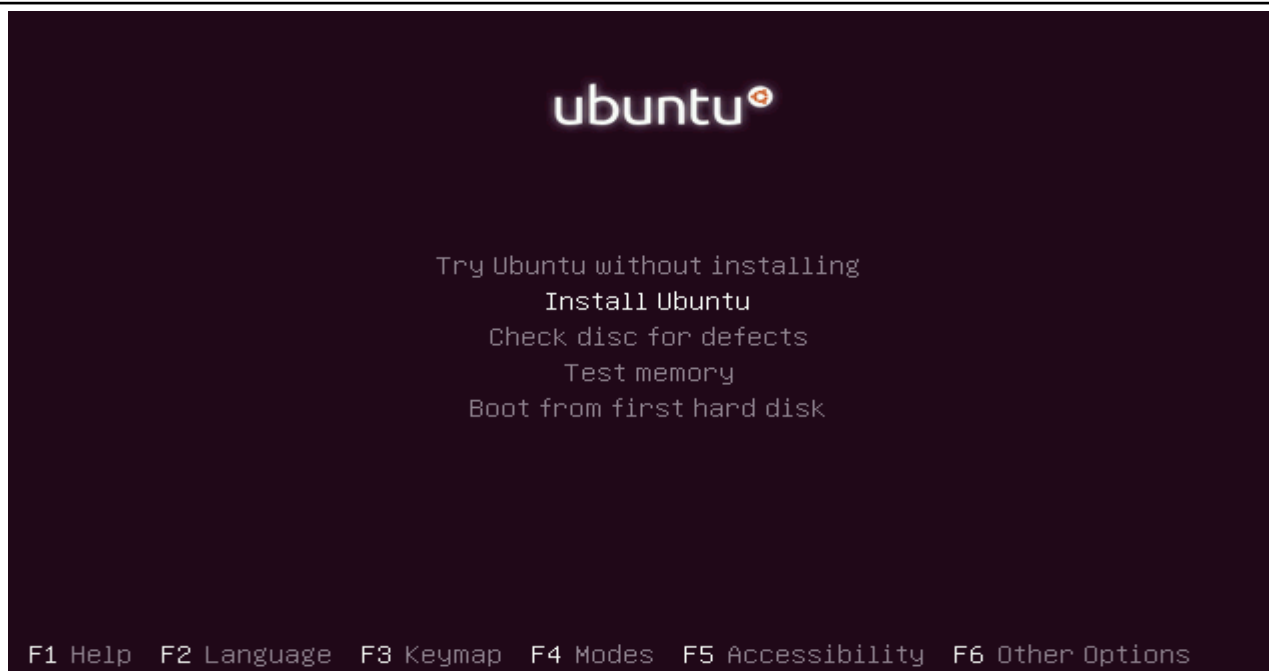 ubuntu
Try Ubuntu without installing
Install Ubuntu
Check disc for defects
Test memory
Boot from first hard disk
F1 Help F2 Language F3 Keymap F4 Modes F5 Accessibility F6 Other Options